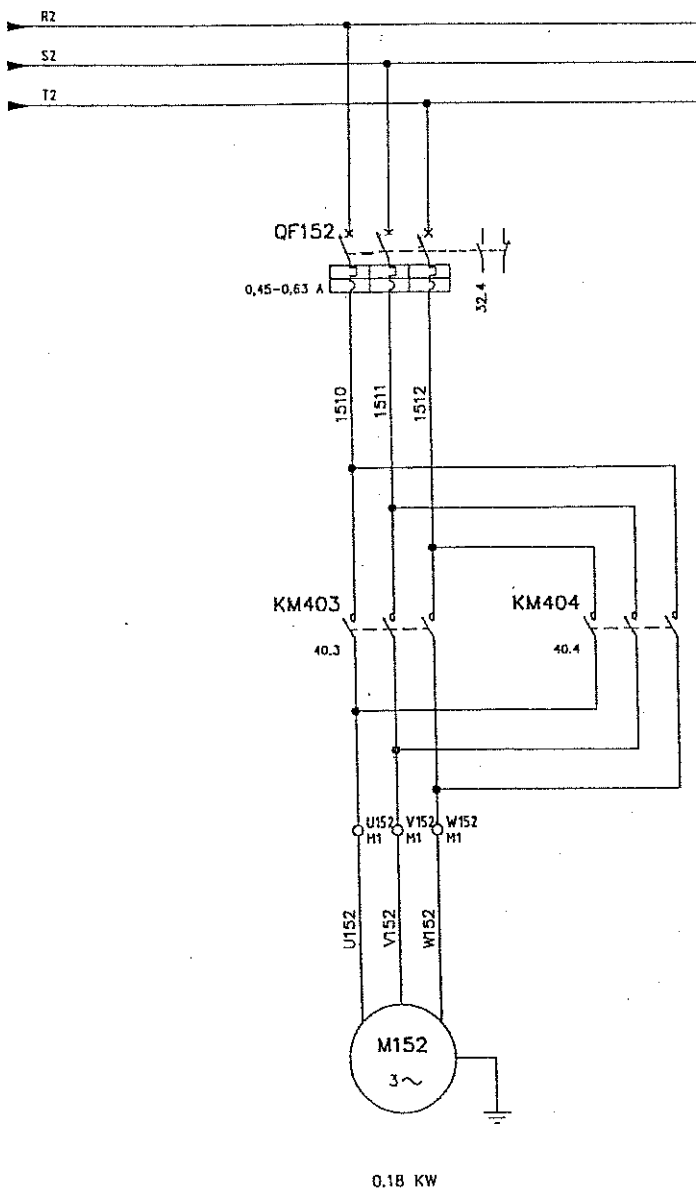 R2
S2
T2
QF152
0,45-0,63 A
32.4
1510
1511
1512
KM403
KM404
40.3
40.4
U152
M1
V152
M1
W152
M1
U152
V152
W152
M152
3~
0.18 KW